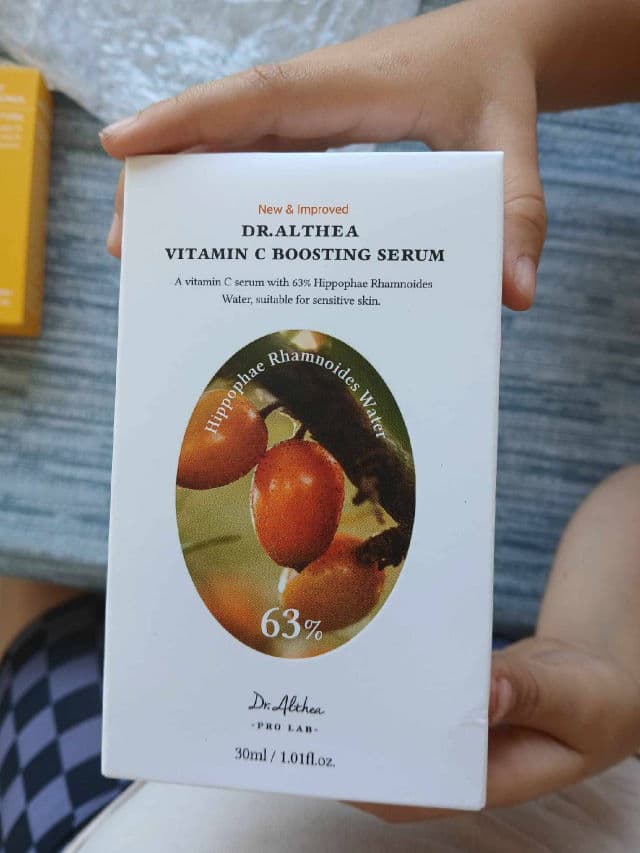 New & Improved
DR.ALTHEA
VITAMIN C BOOSTING SERUM
A vitamin C serum with 63% Hippophae Rhamnoides
Water, suitable for sensitive skin.
Hippophae Rhamnoides Water
63%
Dr.Althea
-PRO LAB-
30ml / 1.01fl.oz.